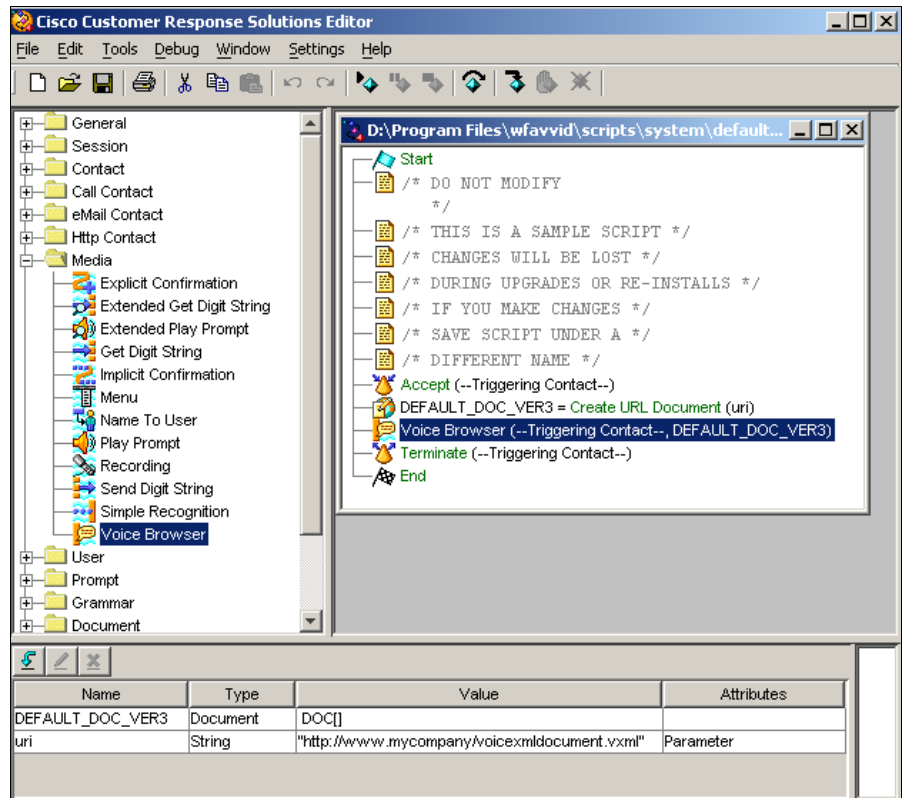 Cisco Customer Response Solutions Editor
File Edit Tools Debug Window Settings Help
General
Session
Contact
Call Contact
eMail Contact
Http Contact
Media
Explicit Confirmation
Extended Get Digit String
Extended Play Prompt
Get Digit String
Implicit Confirmation
Menu
Name To User
Play Prompt
Recording
Send Digit String
Simple Recognition
Voice Browser
User
Prompt
Grammar
Document
D:\Program Files\wfavvid\scripts\system\default...
Start
/* DO NOT MODIFY
*/
/* THIS IS A SAMPLE SCRIPT */
/* CHANGES WILL BE LOST */
/* DURING UPGRADES OR RE-INSTALLS */
/* IF YOU MAKE CHANGES */
/* SAVE SCRIPT UNDER A */
/* DIFFERENT NAME */
Accept (--Triggering Contact--)
DEFAULT_DOC_VER3 = Create URL Document (uri)
Voice Browser (--Triggering Contact--, DEFAULT_DOC_VER3)
Terminate (--Triggering Contact--)
End
Name Type Value Attributes
DEFAULT_DOC_VER3 Document DOC[]
uri String "http://www.mycompany/voicexmldocument.vxml" Parameter